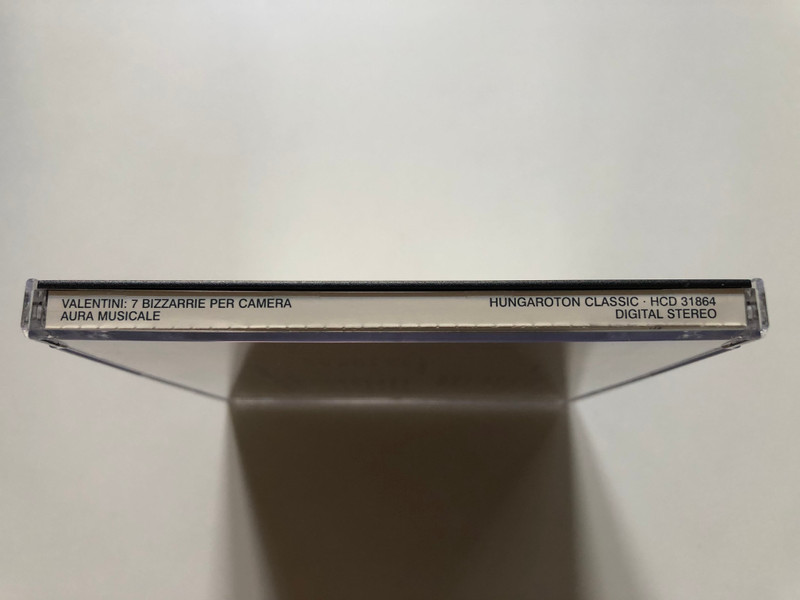 VALENTINI: 7 BIZZARRIE PER CAMERA
AURA MUSICALE
HUNGAROTON CLASSIC · HCD 31864
DIGITAL STEREO